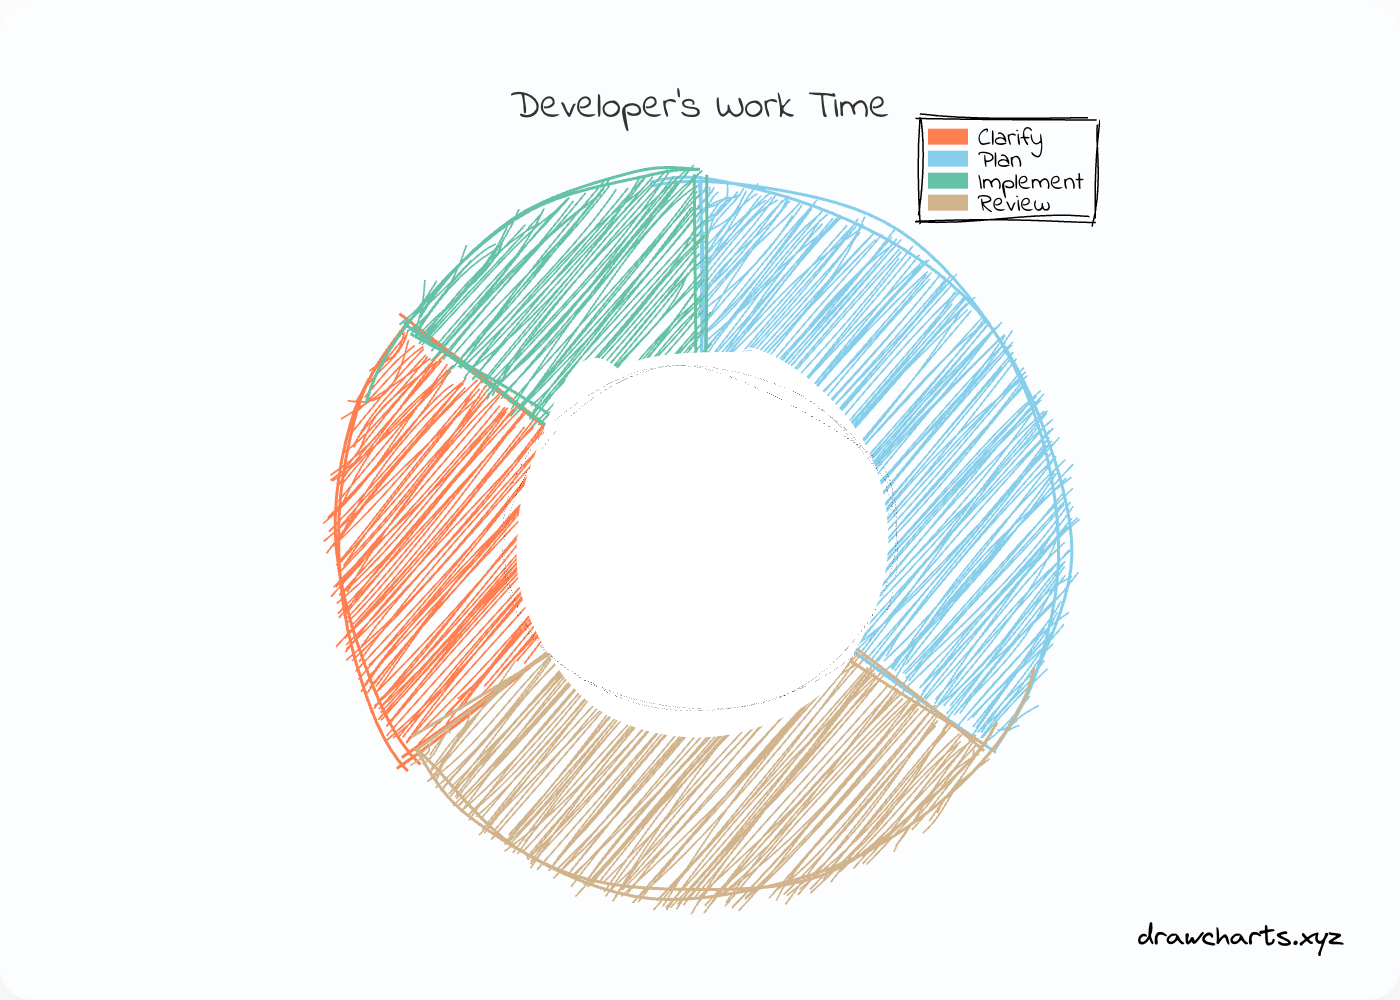 Developer's Work Time
Clarify
Plan
Implement
Review
drawcharts.xyz